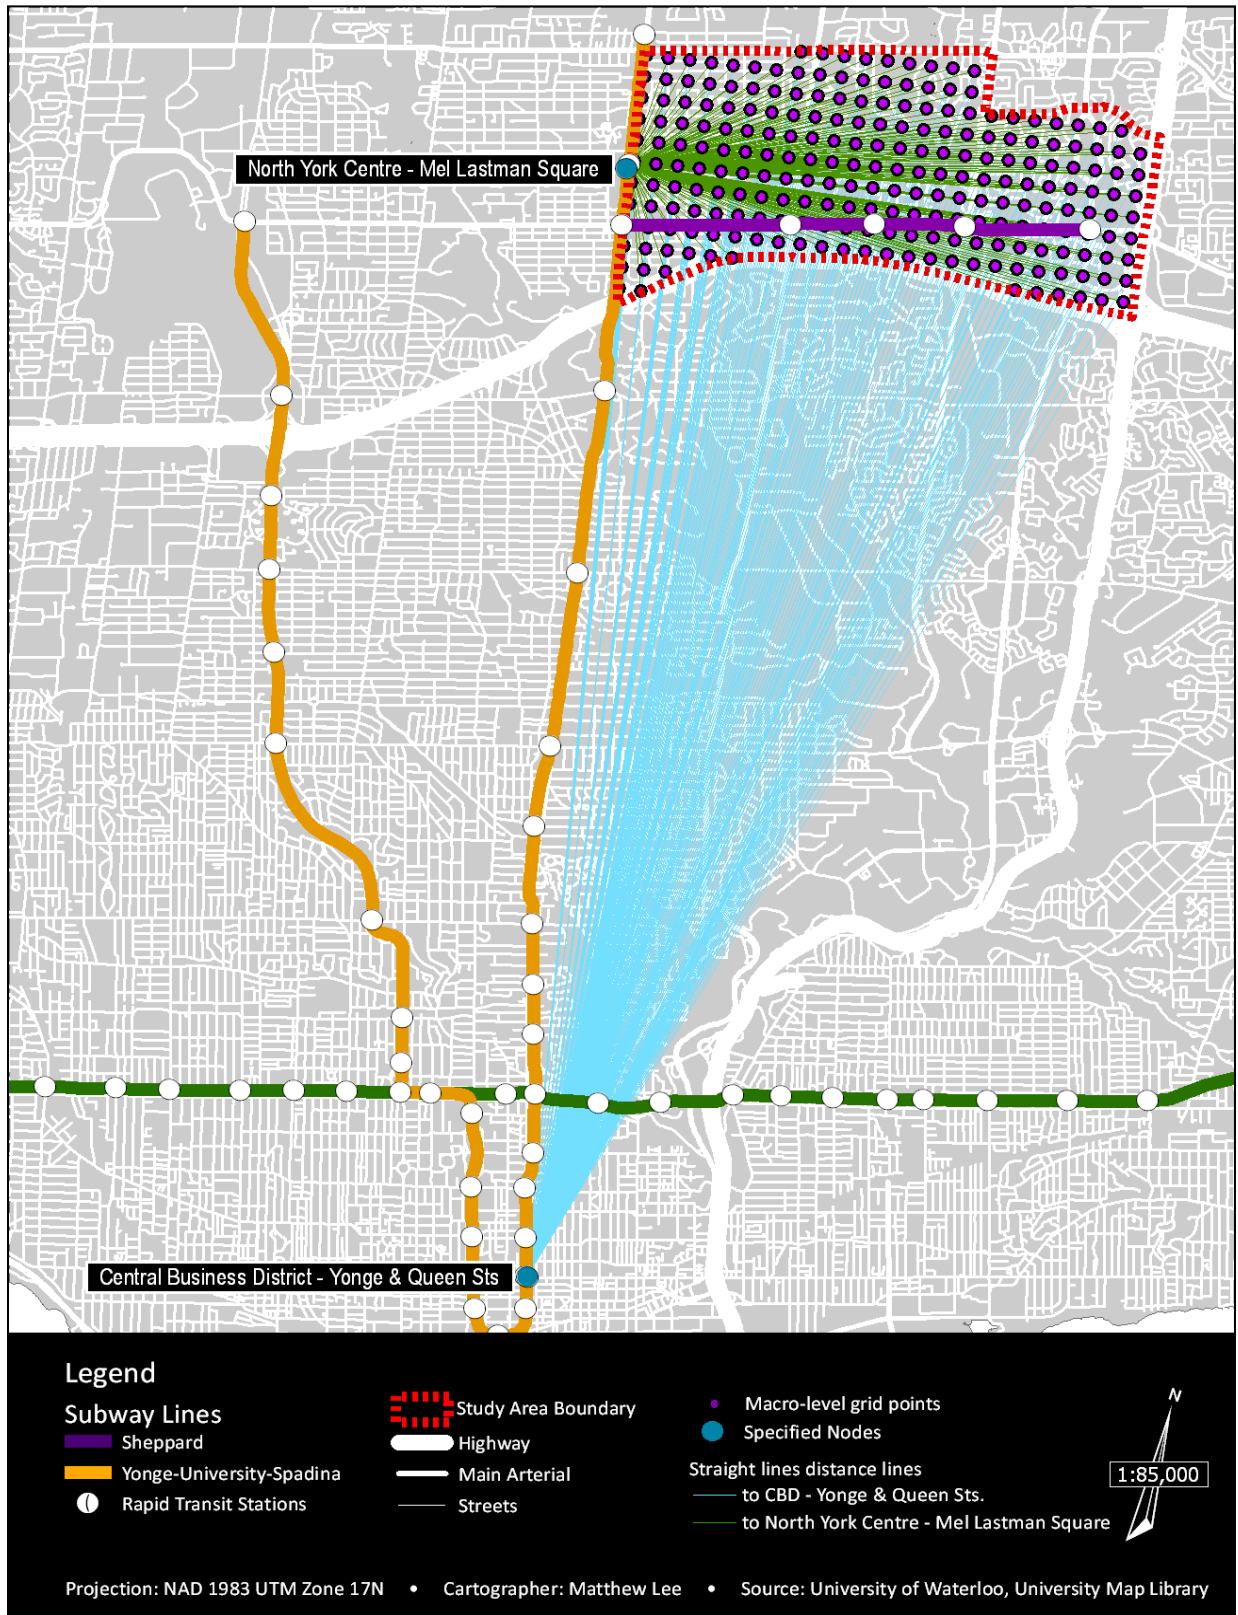 North York Centre - Mel Lastman Square
Central Business District - Yonge & Queen Sts
Legend
Subway Lines
Sheppard
Yonge-University-Spadina
Rapid Transit Stations
Study Area Boundary
Highway
Main Arterial
Streets
Macro-level grid points
Specified Nodes
Straight lines distance lines
to CBD - Yonge & Queen Sts.
to North York Centre - Mel Lastman Square
N
1:85,000
Projection: NAD 1983 UTM Zone 17N • Cartographer: Matthew Lee • Source: University of Waterloo, University Map Library